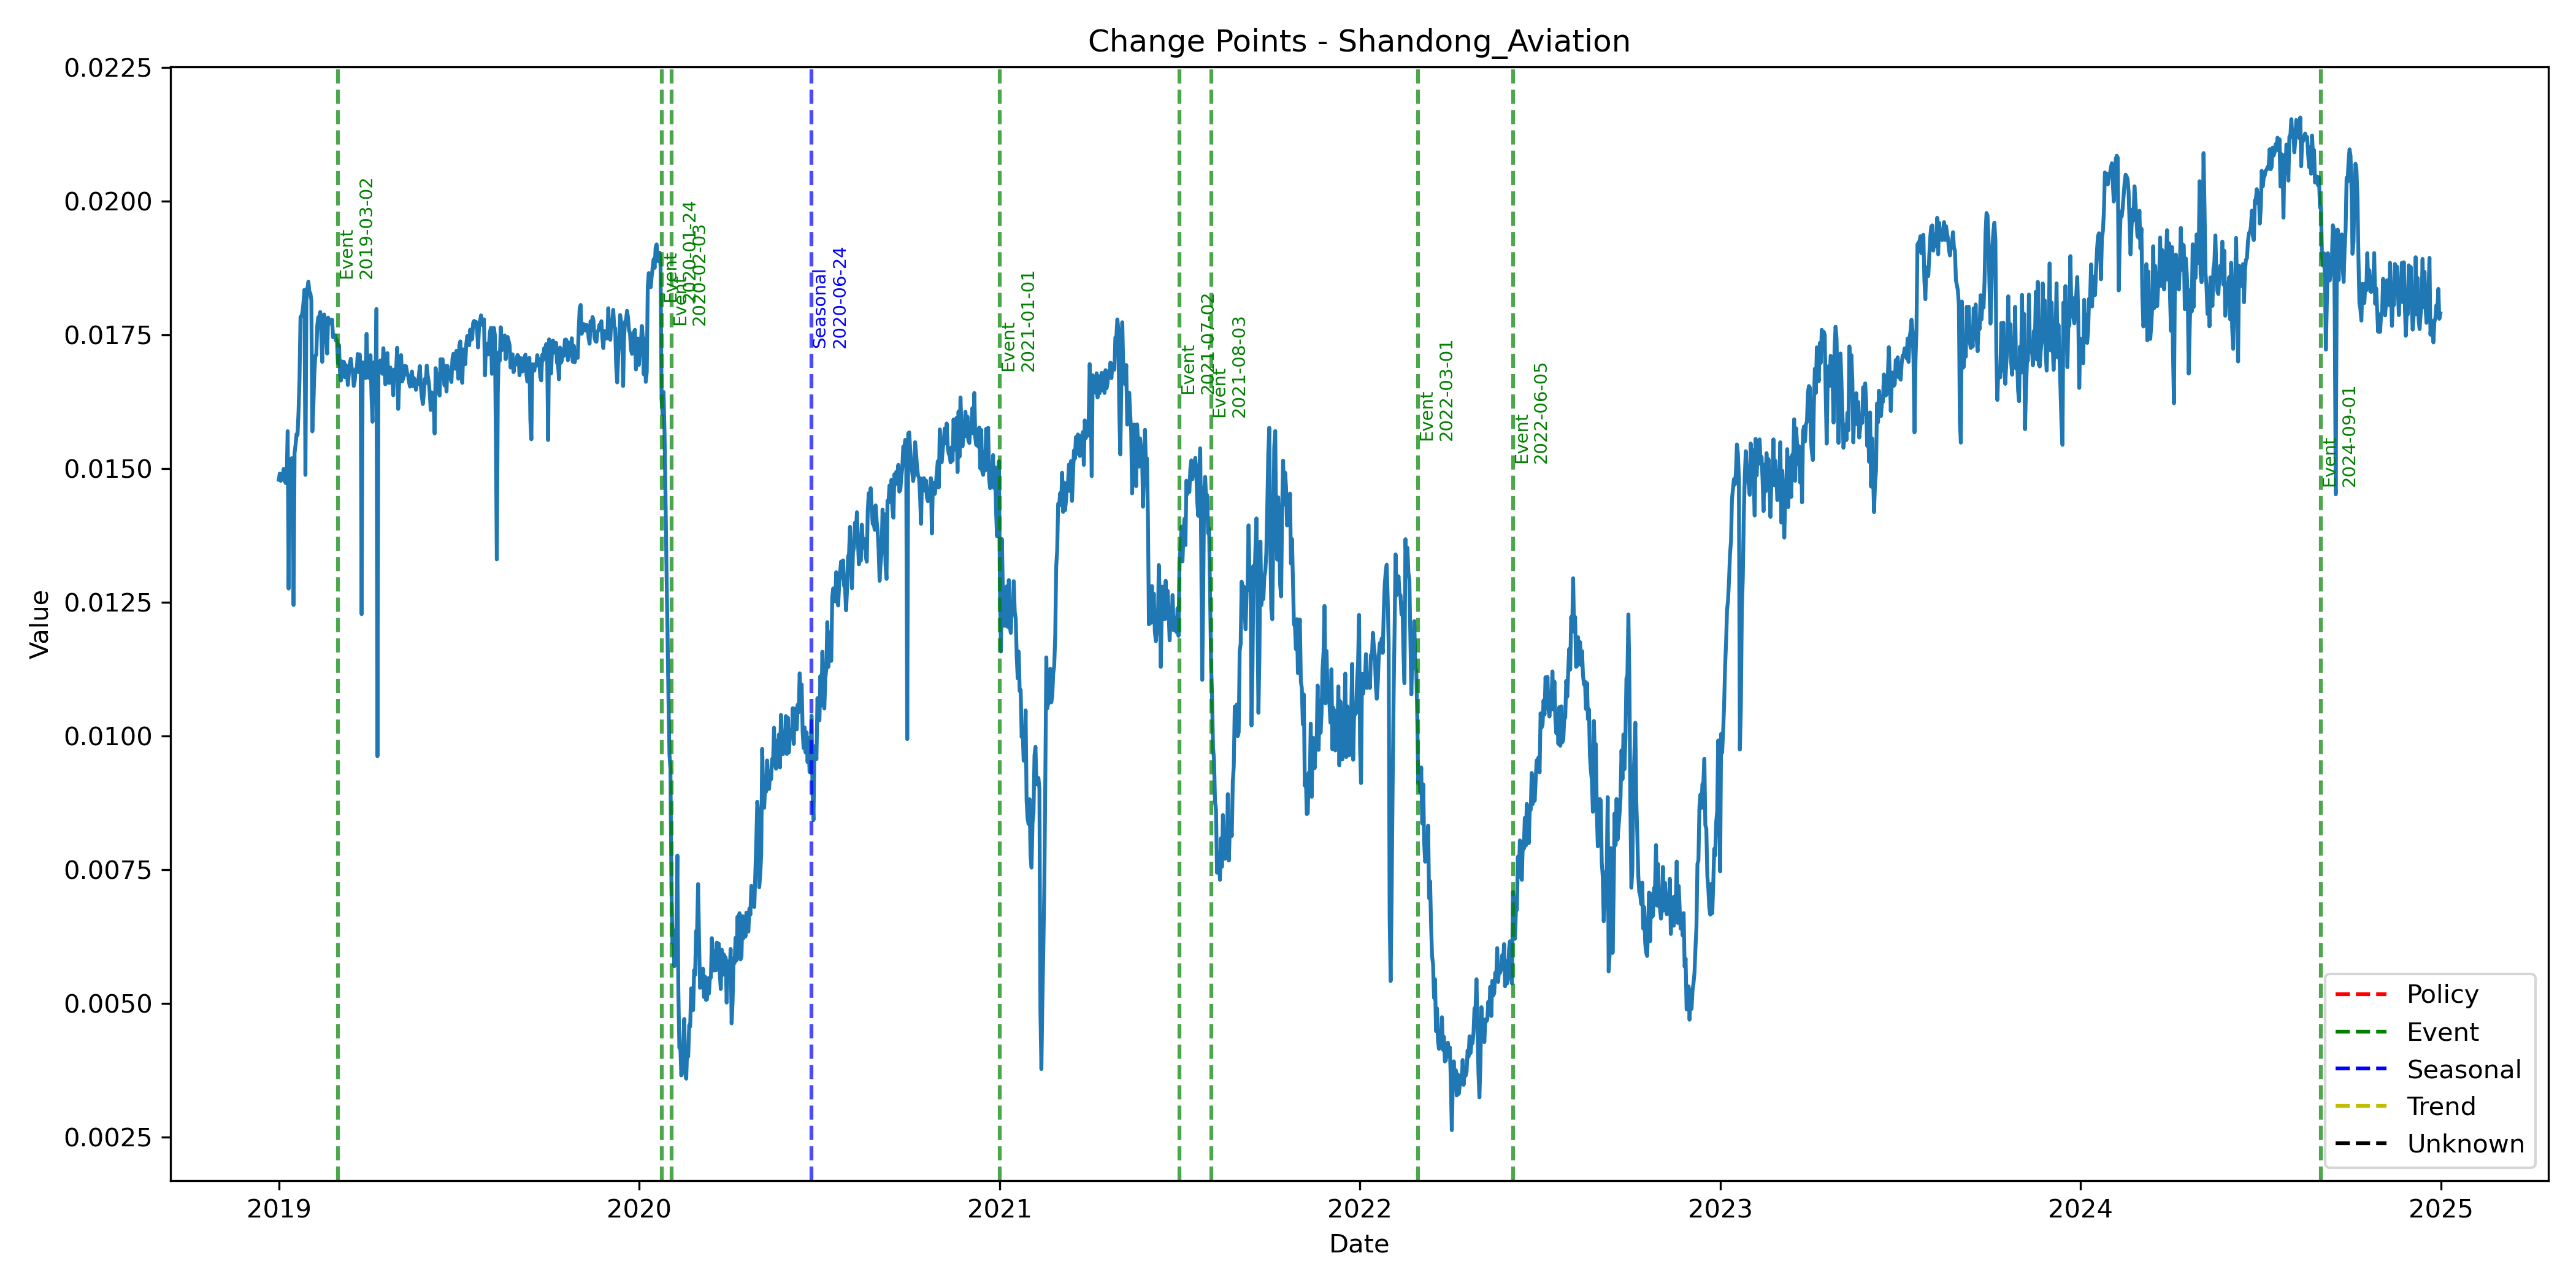 Change Points - Shandong_Aviation
Value
0.0225
0.0200
0.0175
0.0150
0.0125
0.0100
0.0075
0.0050
0.0025
Event
2019-03-02
Event
2020-01-24
Event
2020-02-03
Seasonal
2020-06-24
Event
2021-01-01
Event
2021-07-02
Event
2021-08-03
Event
2022-03-01
Event
2022-06-05
Event
2024-09-01
Policy
Event
Seasonal
Trend
Unknown
2019
2020
2021
2022
2023
2024
2025
Date